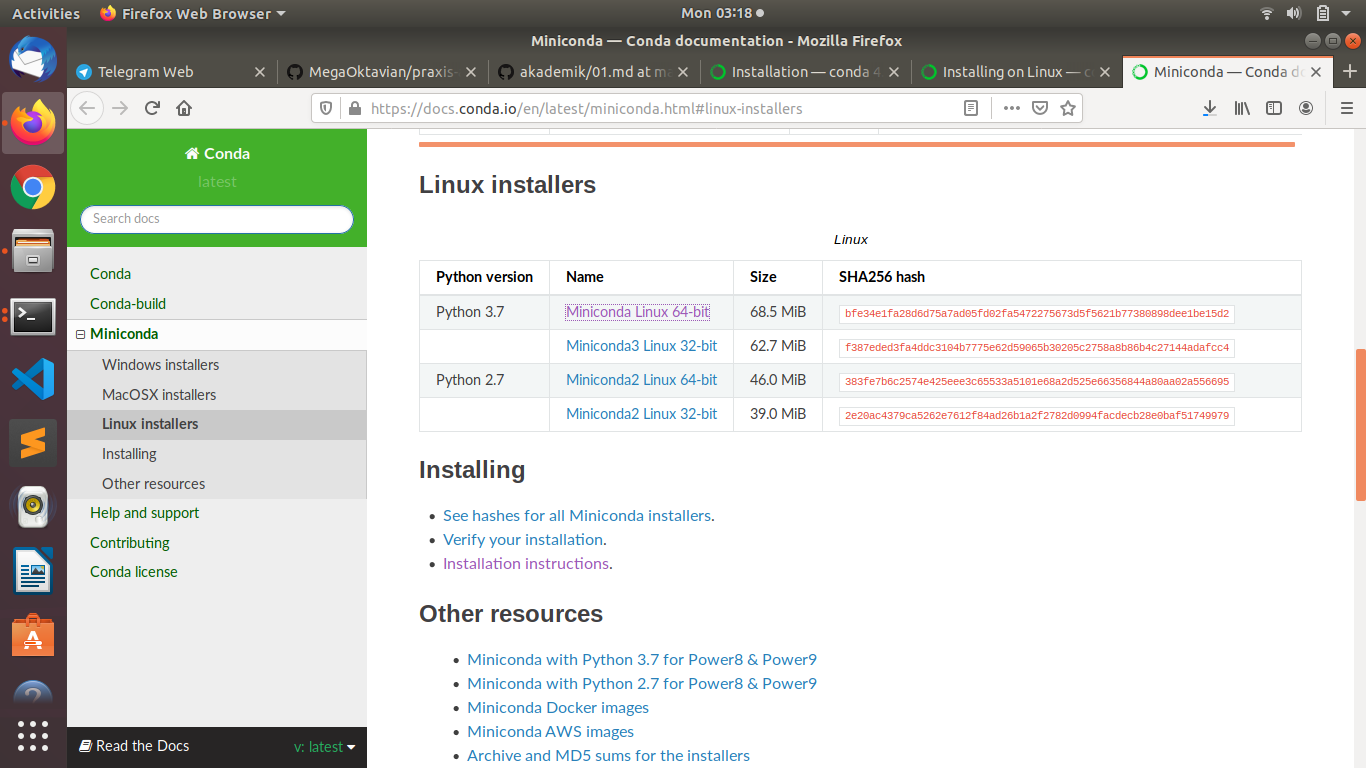 Activities Firefox Web Browser Mon 03:18
Miniconda — Conda documentation - Mozilla Firefox
Telegram Web MegaOktavian/praxis- akademik/01.md at ma Installation — conda 4 Installing on Linux — co Miniconda — Conda do
https://docs.conda.io/en/latest/miniconda.html#linux-installers
Conda
latest
Search docs
Conda
Conda-build
Miniconda
Windows installers
MacOSX installers
Linux installers
Installing
Other resources
Help and support
Contributing
Conda license
Read the Docs v: latest
Linux installers
Linux
Python version Name Size SHA256 hash
Python 3.7 Miniconda Linux 64-bit 68.5 MiB bfe34e1fa28d6d75a7ad05fd02fa5472275673d5f5621b77380898dee1be15d2
Miniconda3 Linux 32-bit 62.7 MiB f387eded3fa4ddc3104b7775e62d59065b30205c2758a8b86b4c27144adafcc4
Python 2.7 Miniconda2 Linux 64-bit 46.0 MiB 383fe7b6c2574e425eee3c65533a5101e68a2d525e66356844a80aa02a556695
Miniconda2 Linux 32-bit 39.0 MiB 2e20ac4379ca5262e7612f84ad26b1a2f2782d0994facdecb28e0baf51749979
Installing
• See hashes for all Miniconda installers.
• Verify your installation.
• Installation instructions.
Other resources
• Miniconda with Python 3.7 for Power8 & Power9
• Miniconda with Python 2.7 for Power8 & Power9
• Miniconda Docker images
• Miniconda AWS images
• Archive and MD5 sums for the installers